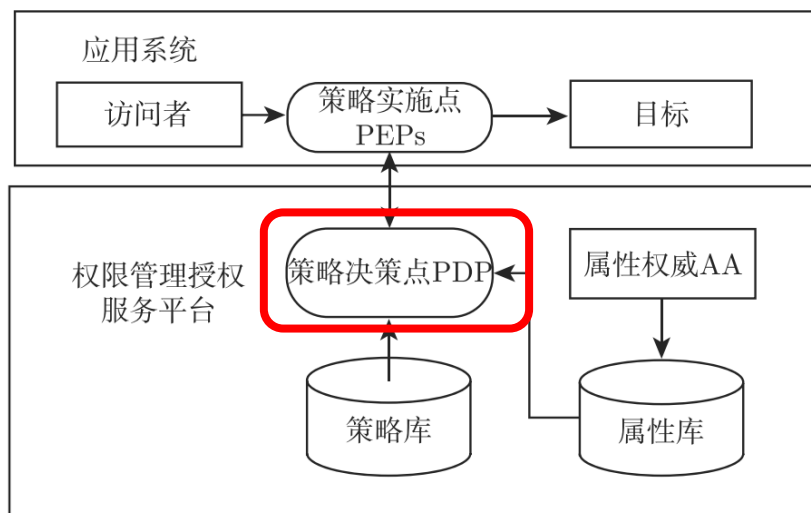 应用系统
访问者
策略实施点
PEPs
目标
权限管理授权
服务平台
策略决策点PDP
属性权威AA
策略库
属性库